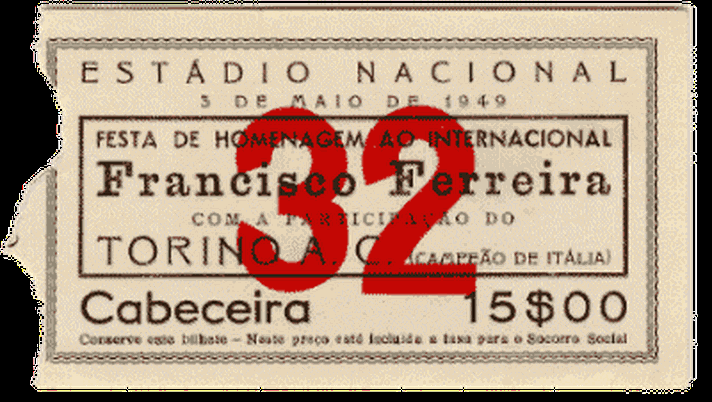 ESTÁDIO NACIONAL
3 DE MAIO DE 1949
FESTA DE HOMENAGEM AO INTERNACIONAL
Francisco Ferreira
COM A PARTICIPAÇÃO DO
TORINO A. C. (CAMPEÃO DE ITÁLIA)
32
Cabeceira 15$00
Conserve este bilhete – Neste preço está incluida a taxa para o Socorro Social